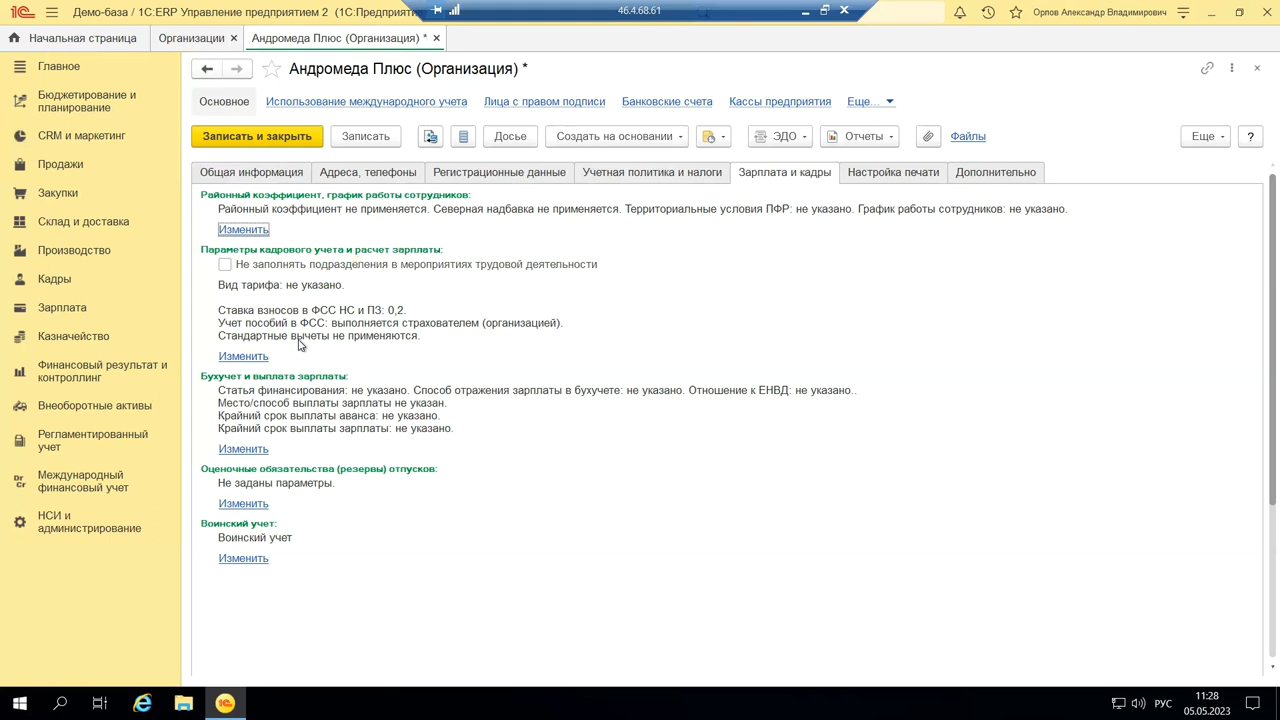 Демо-база / 1С:ERP Управление предприятием 2 (1С:Предприятие
46.4.68.61
Орлов Александр Владимирович
Начальная страница
Организации
Андромеда Плюс (Организация) *
Главное
Бюджетирование и
планирование
CRM и маркетинг
Продажи
Закупки
Склад и доставка
Производство
Кадры
Зарплата
Казначейство
Финансовый результат и
контроллинг
Внеоборотные активы
Регламентированный
учет
Международный
финансовый учет
НСИ и
администрирование
Андромеда Плюс (Организация) *
Основное Использование международного учета Лица с правом подписи Банковские счета Кассы предприятия Еще...
Записать и закрыть Записать Досье Создать на основании ЭДО Отчеты Файлы Еще ?
Общая информация Адреса, телефоны Регистрационные данные Учетная политика и налоги Зарплата и кадры Настройка печати Дополнительно
Районный коэффициент, график работы сотрудников:
Районный коэффициент не применяется. Северная надбавка не применяется. Территориальные условия ПФР: не указано. График работы сотрудников: не указано.
Изменить
Параметры кадрового учета и расчет зарплаты:
Не заполнять подразделения в мероприятиях трудовой деятельности
Вид тарифа: не указано.
Ставка взносов в ФСС НС и ПЗ: 0,2.
Учет пособий в ФСС: выполняется страхователем (организацией).
Стандартные вычеты не применяются.
Изменить
Бухучет и выплата зарплаты:
Статья финансирования: не указано. Способ отражения зарплаты в бухучете: не указано. Отношение к ЕНВД: не указано..
Место/способ выплаты зарплаты не указан.
Крайний срок выплаты аванса: не указано.
Крайний срок выплаты зарплаты: не указано.
Изменить
Оценочные обязательства (резервы) отпусков:
Не заданы параметры.
Изменить
Воинский учет:
Воинский учет
Изменить
РУС
11:28
05.05.2023